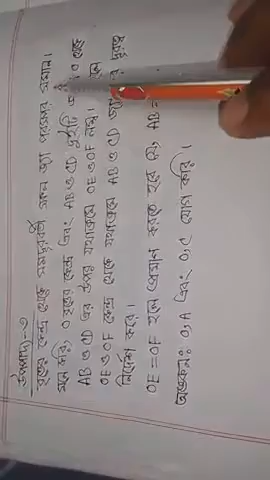 উপপাদ্য-৩
বৃত্তের কেন্দ্র থেকে সমদূরবর্তী সকল জ্যা পরস্পর সমান।
মনে করি, O বৃত্তের কেন্দ্র এবং AB ও CD দুইটি O থেকে
AB ও CD এর উপর যথাক্রমে OE ও OF লম্ব।
OE ও OF কেন্দ্র থেকে যথাক্রমে AB ও CD জ্যা দূরত্ব
নির্দেশ করে।
OE = OF হলে প্রমাণ করতে হবে যে, AB =
অঙ্কনঃ O, A এবং O, C যোগ করি।